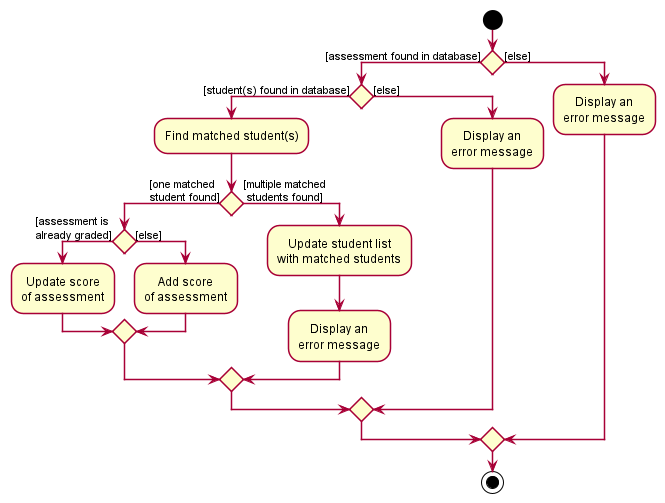 [assessment found in database]
[else]
[student(s) found in database]
[else]
Display an
error message
Find matched student(s)
Display an
error message
[one matched
student found]
[multiple matched
students found]
[assessment is
already graded]
[else]
Update student list
with matched students
Update score
of assessment
Add score
of assessment
Display an
error message